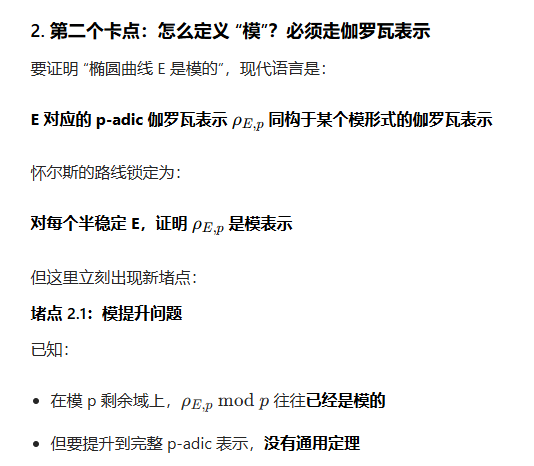 2. 第二个卡点：怎么定义 “模”？必须走伽罗瓦表示
要证明 “椭圆曲线 E 是模的”，现代语言是：
E 对应的 p-adic 伽罗瓦表示 ρ_{E,p} 同构于某个模形式的伽罗瓦表示
怀尔斯的路线锁定为：
对每个半稳定 E，证明 ρ_{E,p} 是模表示
但这里立刻出现新堵点：
堵点 2.1：模提升问题
已知：
• 在模 p 剩余域上，ρ_{E,p} mod p 往往已经是模的
• 但要提升到完整 p-adic 表示，没有通用定理